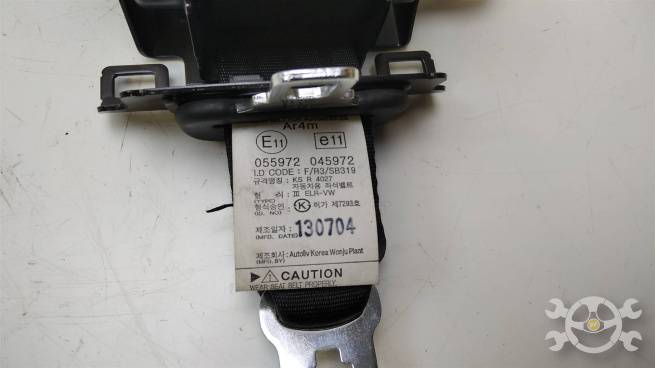 Ar4m
E11 e11
055972 045972
I.D CODE : F/R3/SB319
규격명칭 : KS R 4027
자동차용 좌석벨트
형 식 : Ⅲ ELR-VW
(TYPE)
형식승인 : K 허가 제7293호
(ID. NO)
제조일자 : 130704
(MFD. DATE)
제조회사 : Autoliv Korea Wonju Plant
(MFD. BY)
CAUTION
WEAR SEAT BELT PROPERLY.